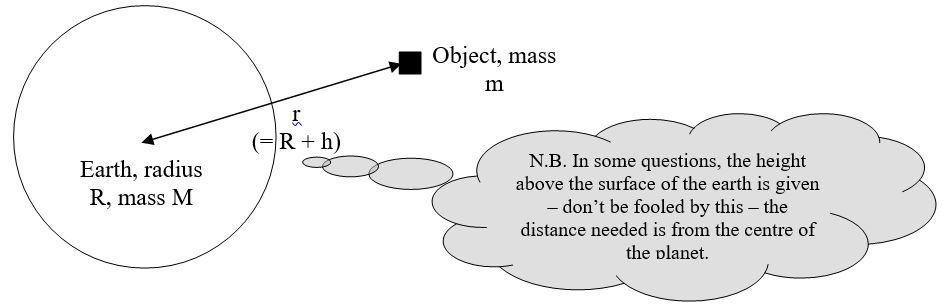 Object, mass
m
r
(= R + h)
Earth, radius
R, mass M
N.B. In some questions, the height
above the surface of the earth is given
– don’t be fooled by this – the
distance needed is from the centre of
the planet.